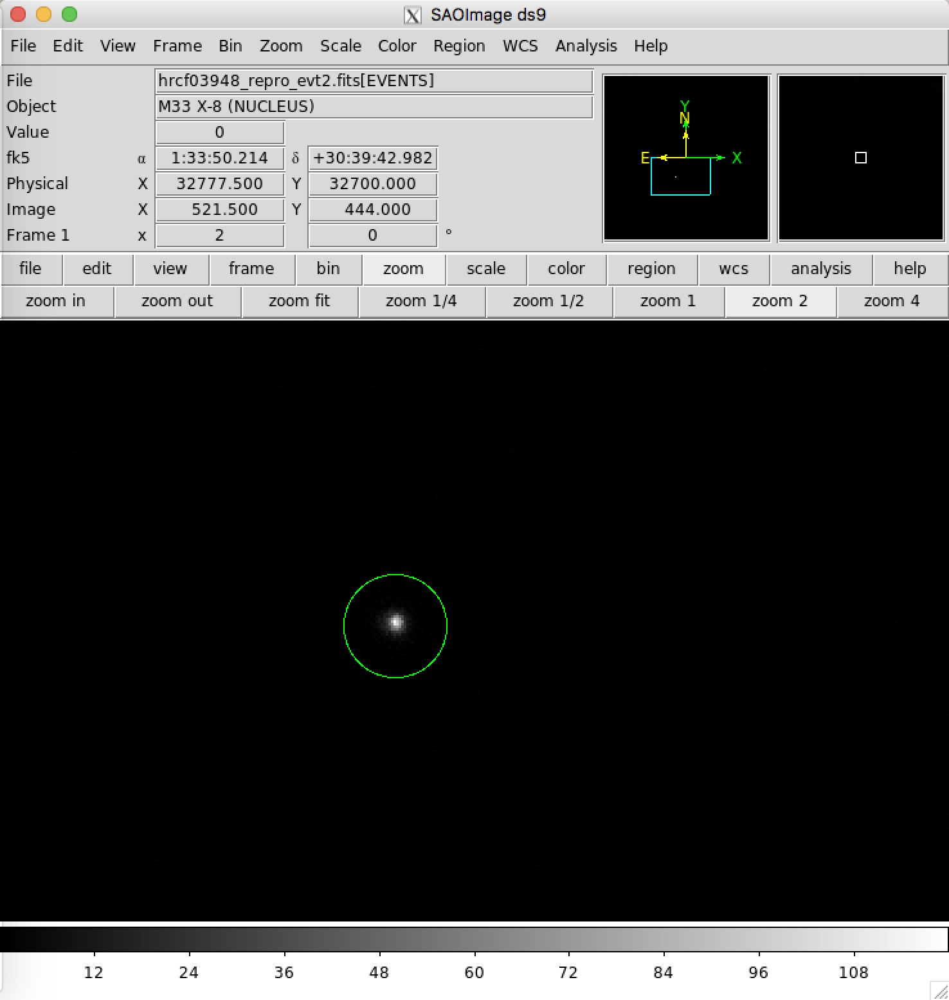 SAOImage ds9
File Edit View Frame Bin Zoom Scale Color Region WCS Analysis Help
File hrcf03948_repro_evt2.fits[EVENTS]
Object M33 X-8 (NUCLEUS)
Value 0
fk5 α 1:33:50.214 δ +30:39:42.982
Physical X 32777.500 Y 32700.000
Image X 521.500 Y 444.000
Frame 1 x 2 0 °
Y
N
E X
file edit view frame bin zoom scale color region wcs analysis help
zoom in zoom out zoom fit zoom 1/4 zoom 1/2 zoom 1 zoom 2 zoom 4
12 24 36 48 60 72 84 96 108